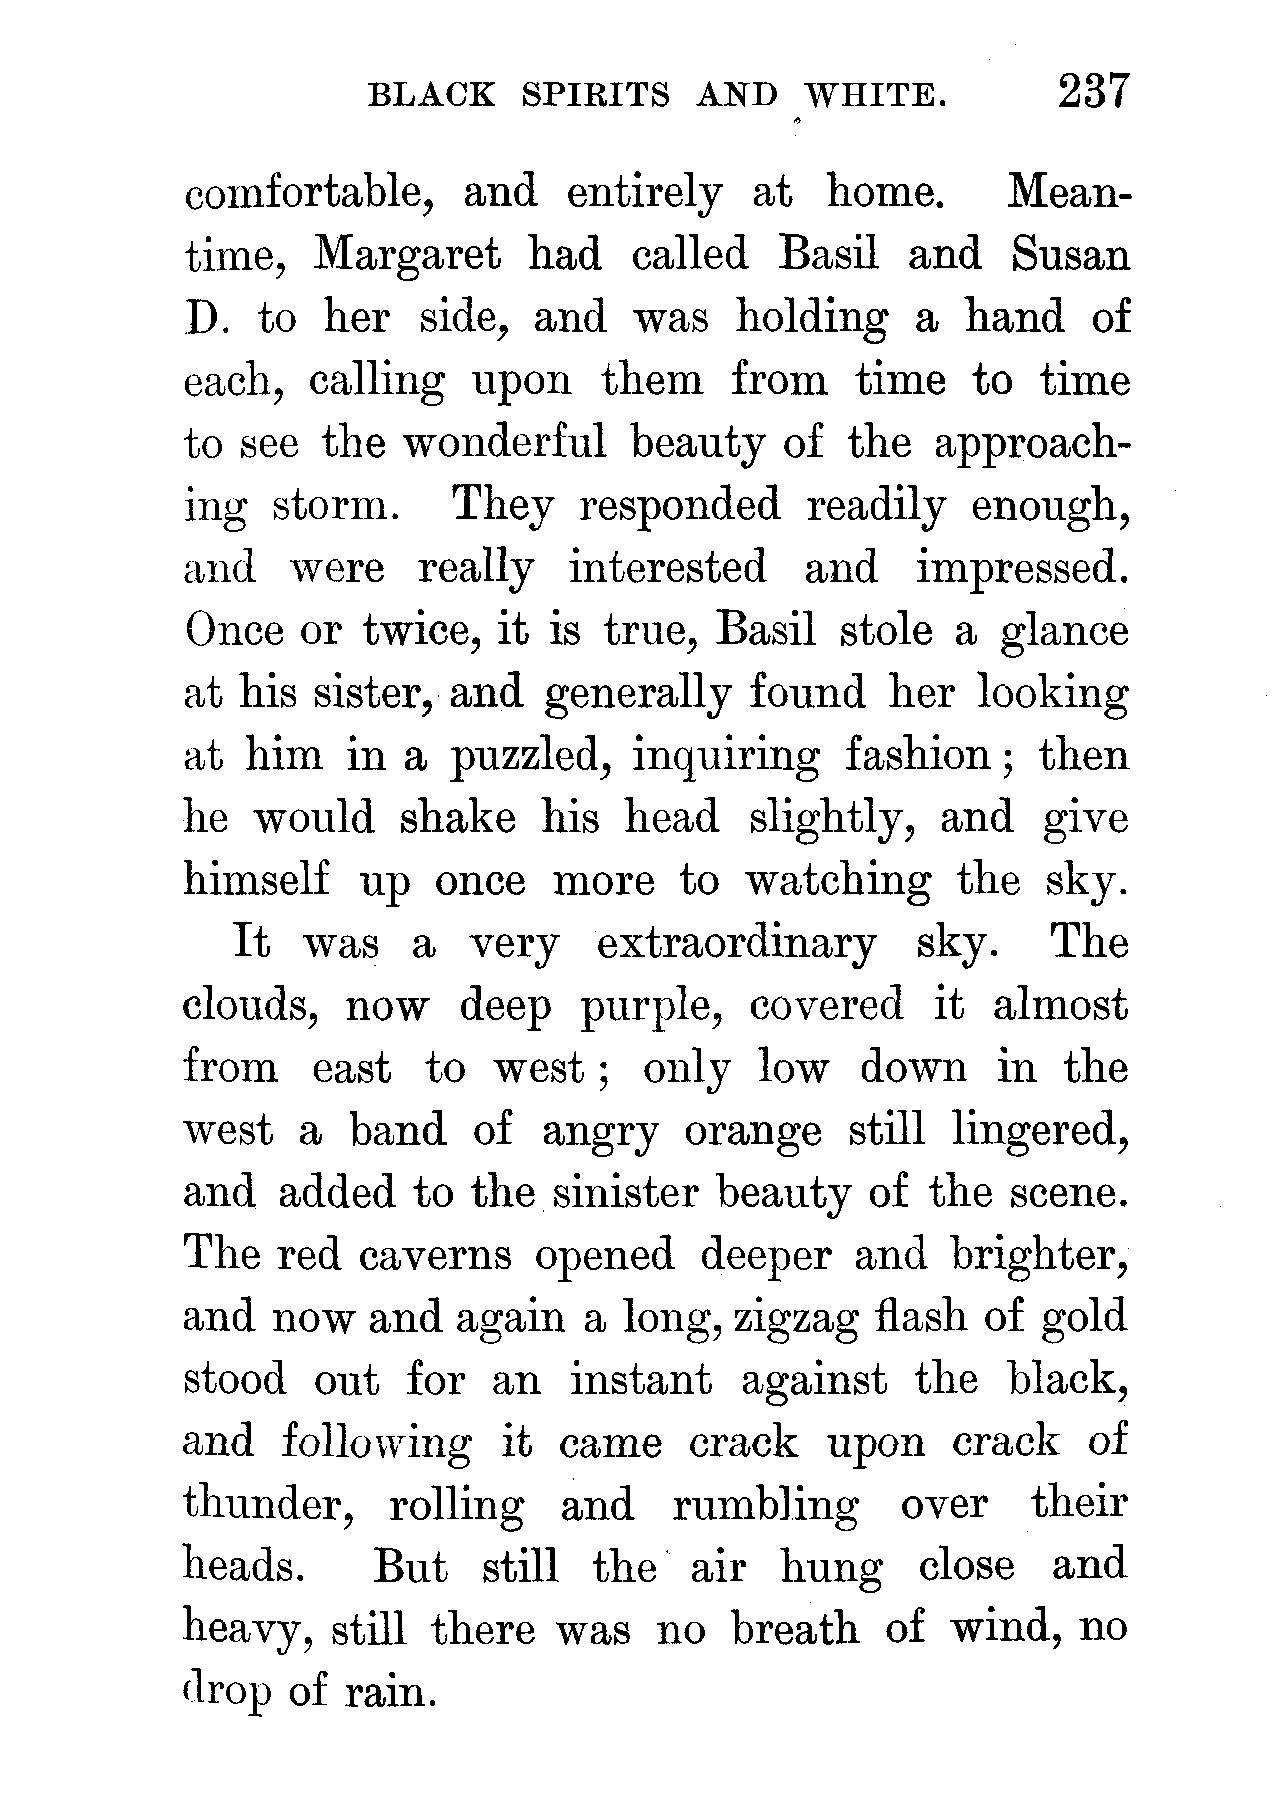 BLACK SPIRITS AND WHITE. 237
comfortable, and entirely at home. Mean-
time, Margaret had called Basil and Susan
D. to her side, and was holding a hand of
each, calling upon them from time to time
to see the wonderful beauty of the approach-
ing storm. They responded readily enough,
and were really interested and impressed.
Once or twice, it is true, Basil stole a glance
at his sister, and generally found her looking
at him in a puzzled, inquiring fashion; then
he would shake his head slightly, and give
himself up once more to watching the sky.
It was a very extraordinary sky. The
clouds, now deep purple, covered it almost
from east to west; only low down in the
west a band of angry orange still lingered,
and added to the sinister beauty of the scene.
The red caverns opened deeper and brighter,
and now and again a long, zigzag flash of gold
stood out for an instant against the black,
and following it came crack upon crack of
thunder, rolling and rumbling over their
heads. But still the air hung close and
heavy, still there was no breath of wind, no
drop of rain.